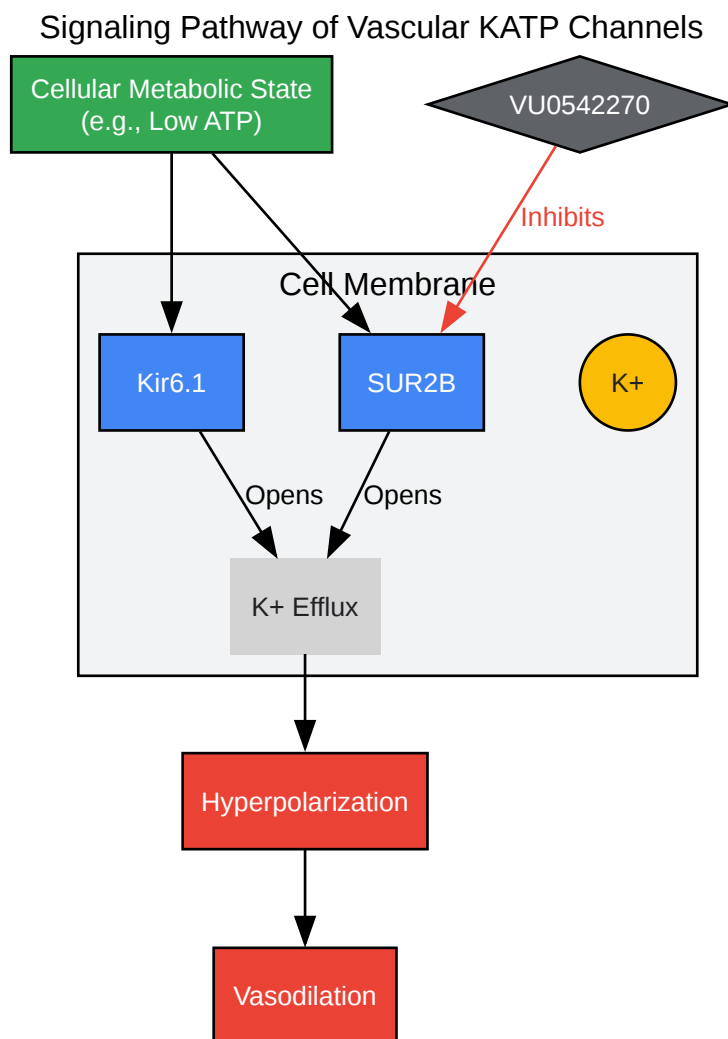 Signaling Pathway of Vascular KATP Channels
Cellular Metabolic State
(e.g., Low ATP)
VU0542270
Inhibits
Cell Membrane
Kir6.1
SUR2B
K+
Opens
Opens
K+ Efflux
Hyperpolarization
Vasodilation